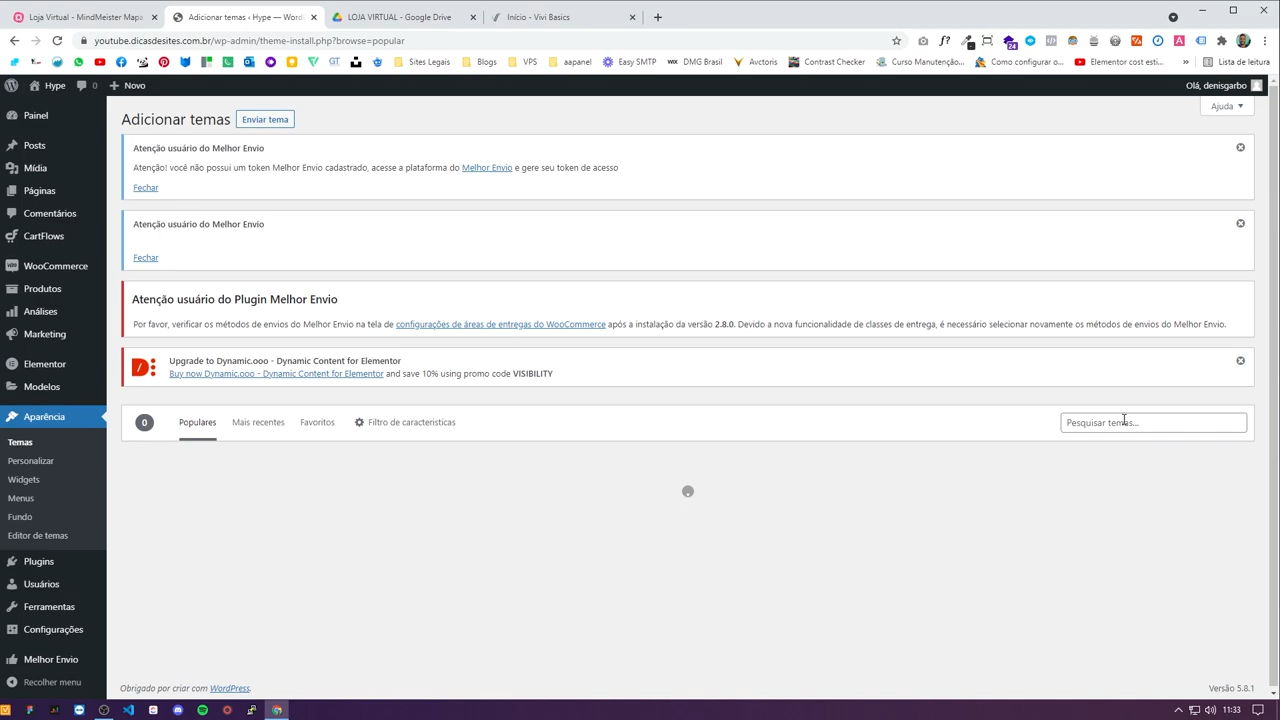 Loja Virtual - MindMeister Mapa
Adicionar temas ‹ Hype — Word
LOJA VIRTUAL - Google Drive
Início - Vivi Basics
youtube.dicasdesites.com.br/wp-admin/theme-install.php?browse=popular
24
Sites Legais
Blogs
VPS
aapanel
Easy SMTP
WIX DMG Brasil
Avctoris
Contrast Checker
Curso Manutenção...
Como configurar o...
Elementor cost esti...
»
Lista de leitura
Hype
0
Novo
Olá, denisgarbo
Painel
Posts
Mídia
Páginas
Comentários
CartFlows
WooCommerce
Produtos
Análises
Marketing
Elementor
Modelos
Aparência
Temas
Personalizar
Widgets
Menus
Fundo
Editor de temas
Plugins
Usuários
Ferramentas
Configurações
Melhor Envio
Recolher menu
Ajuda
Adicionar temas
Enviar tema
Atenção usuário do Melhor Envio
Atenção! você não possui um token Melhor Envio cadastrado, acesse a plataforma do Melhor Envio e gere seu token de acesso
Fechar
Atenção usuário do Melhor Envio
Fechar
Atenção usuário do Plugin Melhor Envio
Por favor, verificar os métodos de envios do Melhor Envio na tela de configurações de áreas de entregas do WooCommerce após a instalação da versão 2.8.0. Devido a nova funcionalidade de classes de entrega, é necessário selecionar novamente os métodos de envios do Melhor Envio.
Upgrade to Dynamic.ooo - Dynamic Content for Elementor
Buy now Dynamic.ooo - Dynamic Content for Elementor and save 10% using promo code VISIBILITY
0
Populares
Mais recentes
Favoritos
Filtro de características
Pesquisar temas...
Obrigado por criar com WordPress.
Versão 5.8.1
11:33